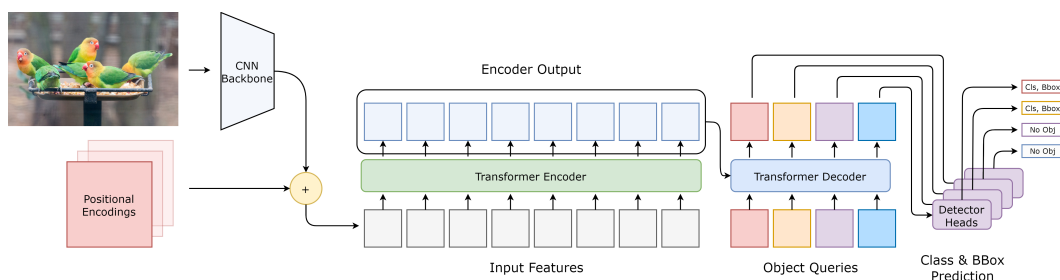 CNN
Backbone
Encoder Output
Cls, Bbox
Cls, Bbox
No Obj
No Obj
Transformer Encoder
Transformer Decoder
Positional
Encodings
+
Detector
Heads
Input Features
Object Queries
Class & BBox
Prediction